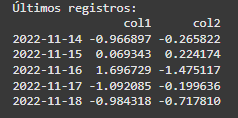 Últimos registros:
col1 col2
2022-11-14 -0.966897 -0.265822
2022-11-15 0.069343 0.224174
2022-11-16 1.696729 -1.475117
2022-11-17 -1.092085 -0.199636
2022-11-18 -0.984318 -0.717810